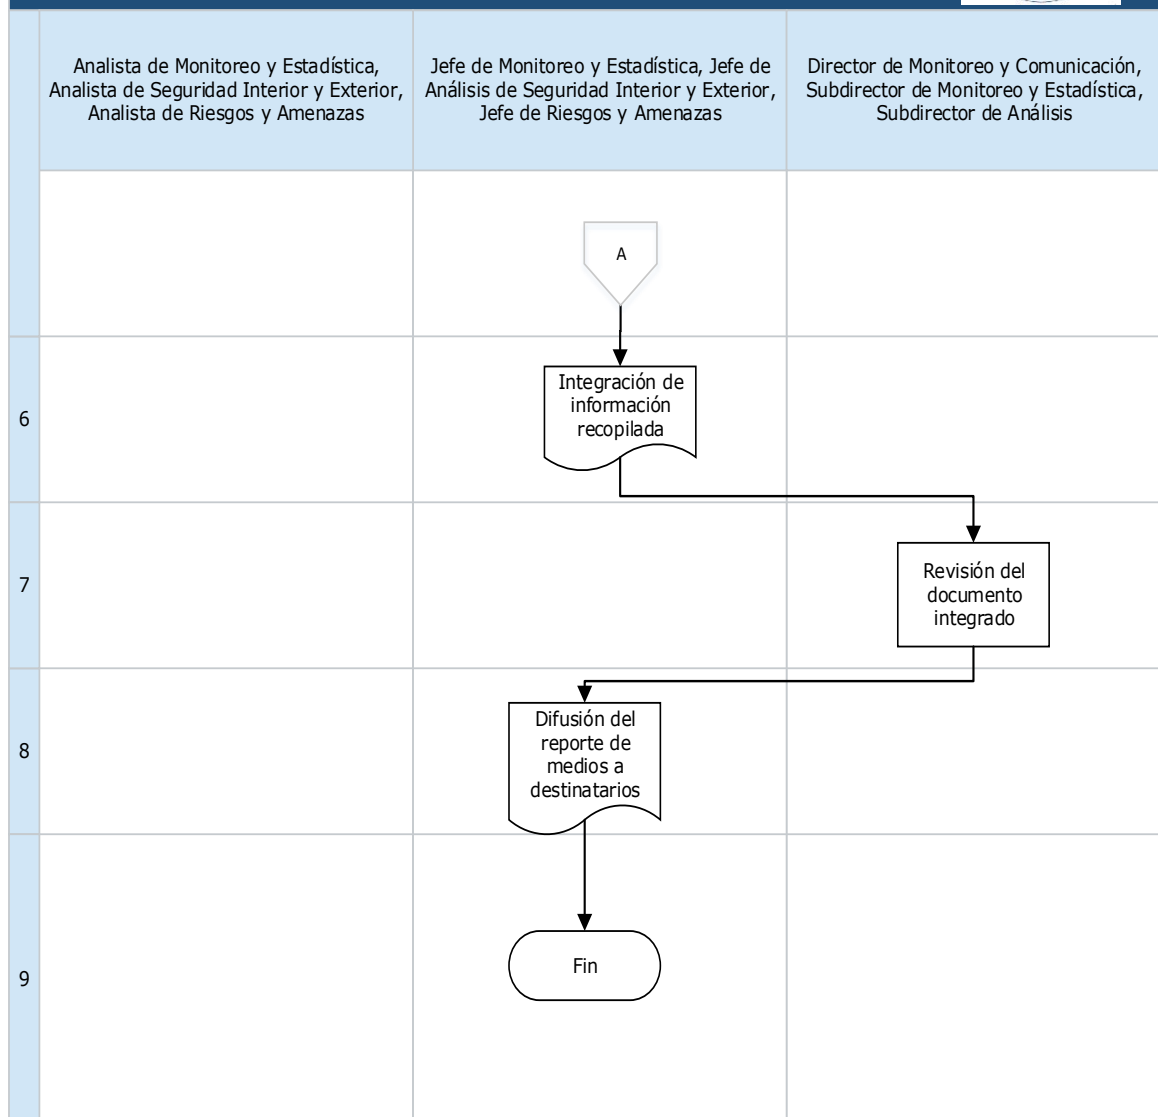 Analista de Monitoreo y Estadística,
Analista de Seguridad Interior y Exterior,
Analista de Riesgos y Amenazas
Jefe de Monitoreo y Estadística, Jefe de
Análisis de Seguridad Interior y Exterior,
Jefe de Riesgos y Amenazas
Director de Monitoreo y Comunicación,
Subdirector de Monitoreo y Estadística,
Subdirector de Análisis
A
6
Integración de
información
recopilada
7
Revisión del
documento
integrado
8
Difusión del
reporte de
medios a
destinatarios
9
Fin